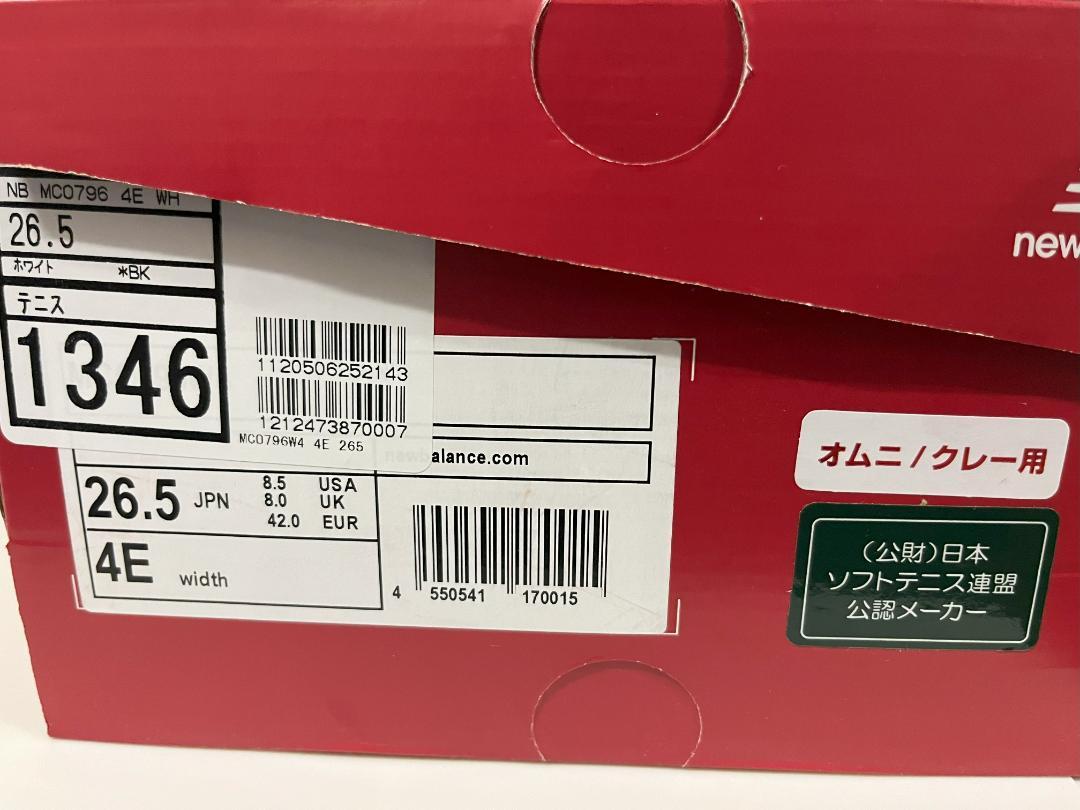 NB MC0796 4E WH
26.5
ホワイト *BK
テニス
1346
1120506252143
1212473870007
MC0796W4 4E 265
new
newbalance.com
26.5 JPN
8.5 USA
8.0 UK
42.0 EUR
4E width
4 550541 170015
オムニ/クレー用
(公財)日本
ソフトテニス連盟
公認メーカー